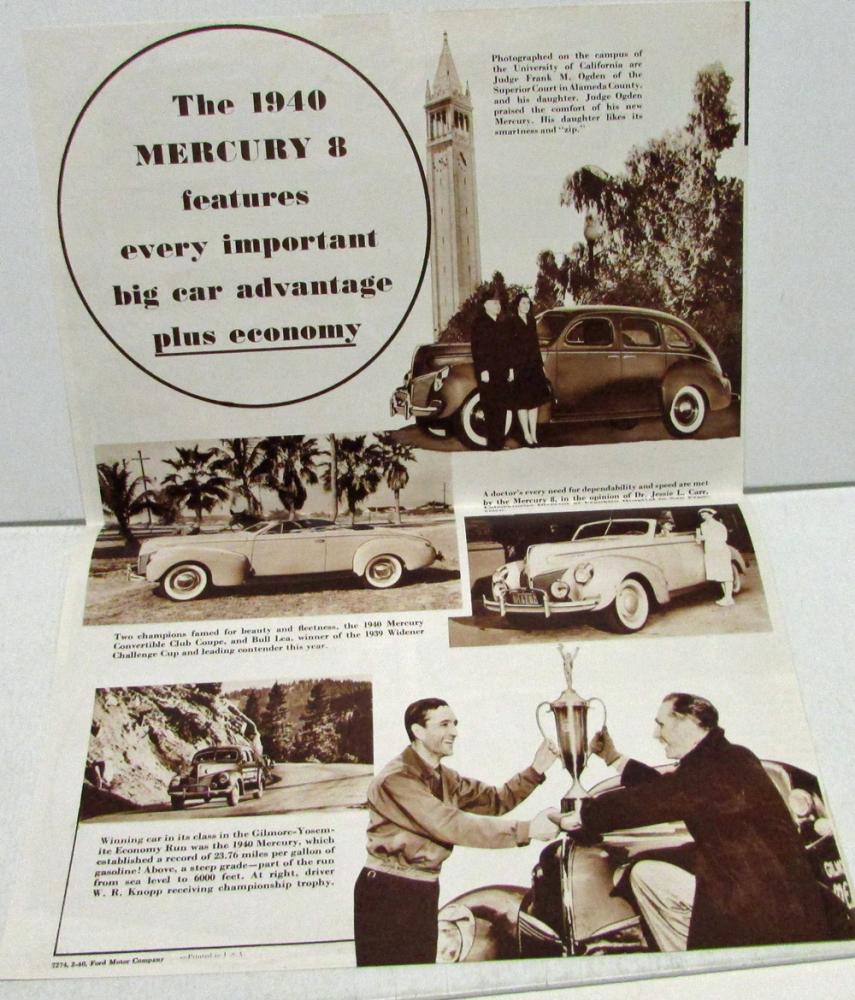 The 1940
MERCURY 8
features
every important
big car advantage
plus economy
Photographed on the campus of
the University of California are
Judge Frank M. Ogden of the
Superior Court in Alameda County,
and his daughter. Judge Ogden
praised the comfort of his new
Mercury. His daughter likes its
smartness and "zip."
A doctor's every need for dependability and speed are met
by the Mercury 8, in the opinion of Dr. Jessie L. Carr,
Two champions famed for beauty and fleetness, the 1940 Mercury
Convertible Club Coupe, and Bull Lea, winner of the 1939 Widener
Challenge Cup and leading contender this year.
Winning car in its class in the Gilmore-Yosem-
ite Economy Run was the 1940 Mercury, which
established a record of 23.76 miles per gallon of
gasoline! Above, a steep grade—part of the run
from sea level to 6000 feet. At right, driver
W. R. Knopp receiving championship trophy.
7274, 2-40, Ford Motor Company —Printed in U.S.A.